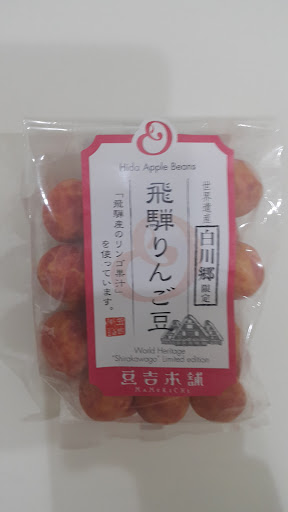 Hida Apple Beans
世界遺産
白川郷限定
飛騨りんご豆
「飛騨産のリンゴ果汁」
を使っています。
World Heritage
"Shirakawago" Limited edition
豆吉本舗
MAMEKICHI